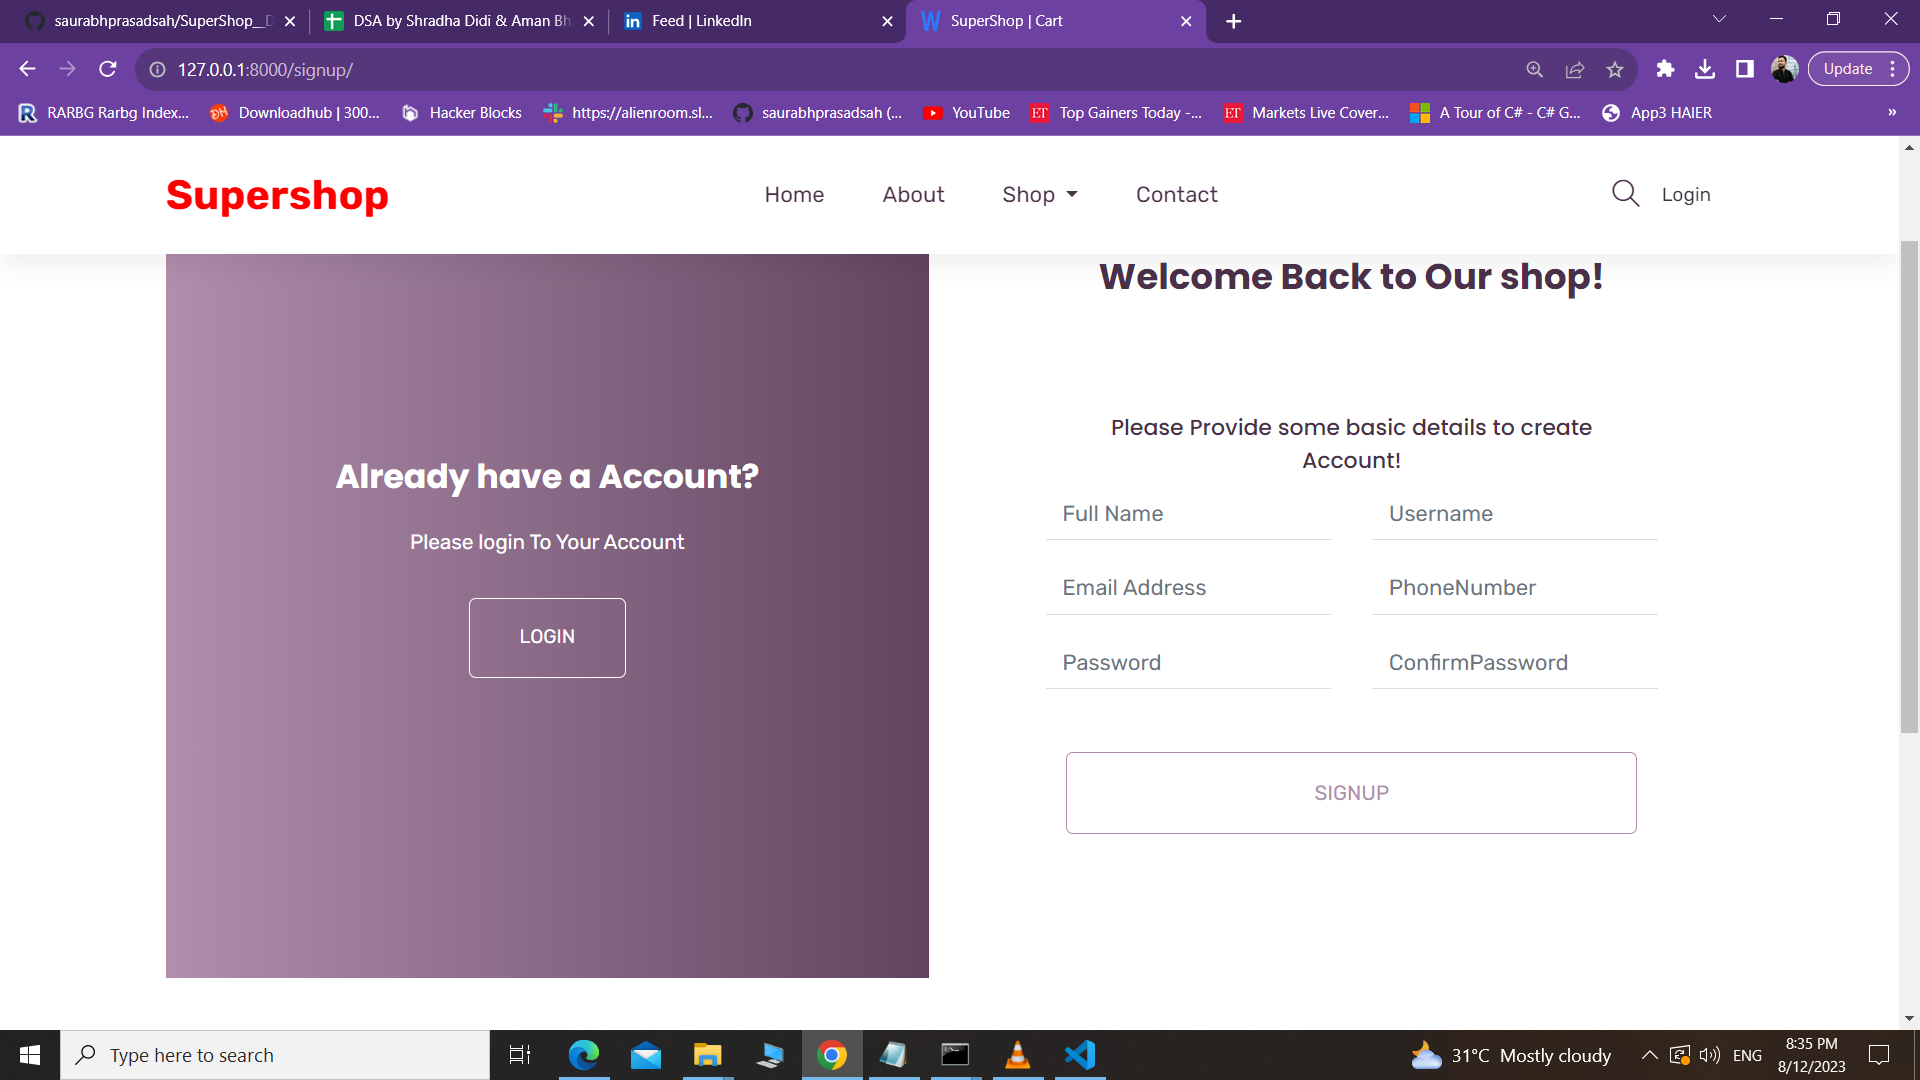 saurabhprasadsah/SuperShop_D
DSA by Shradha Didi & Aman Bh
Feed | LinkedIn
SuperShop | Cart
127.0.0.1:8000/signup/
Update
RARBG Rarbg Index...
Downloadhub | 300...
Hacker Blocks
https://alienroom.sl...
saurabhprasadsah (...
YouTube
ET
Top Gainers Today -...
ET
Markets Live Cover...
A Tour of C# - C# G...
App3 HAIER
»
Supershop
Home
About
Shop
Contact
Login
Welcome Back to Our shop!
Already have a Account?
Please login To Your Account
LOGIN
Please Provide some basic details to create
Account!
Full Name
Username
Email Address
PhoneNumber
Password
ConfirmPassword
SIGNUP
Type here to search
31°C Mostly cloudy
ENG
8:35 PM
8/12/2023